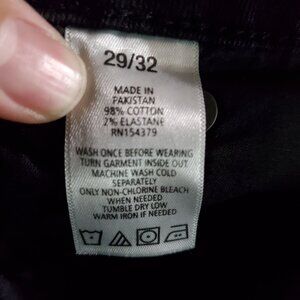 29/32
MADE IN
PAKISTAN
98% COTTON
2% ELASTANE
RN154379
WASH ONCE BEFORE WEARING
TURN GARMENT INSIDE OUT
MACHINE WASH COLD
SEPARATELY
ONLY NON-CHLORINE BLEACH
WHEN NEEDED
TUMBLE DRY LOW
WARM IRON IF NEEDED